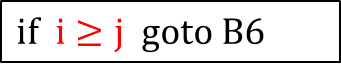 if i ≥ j goto B6